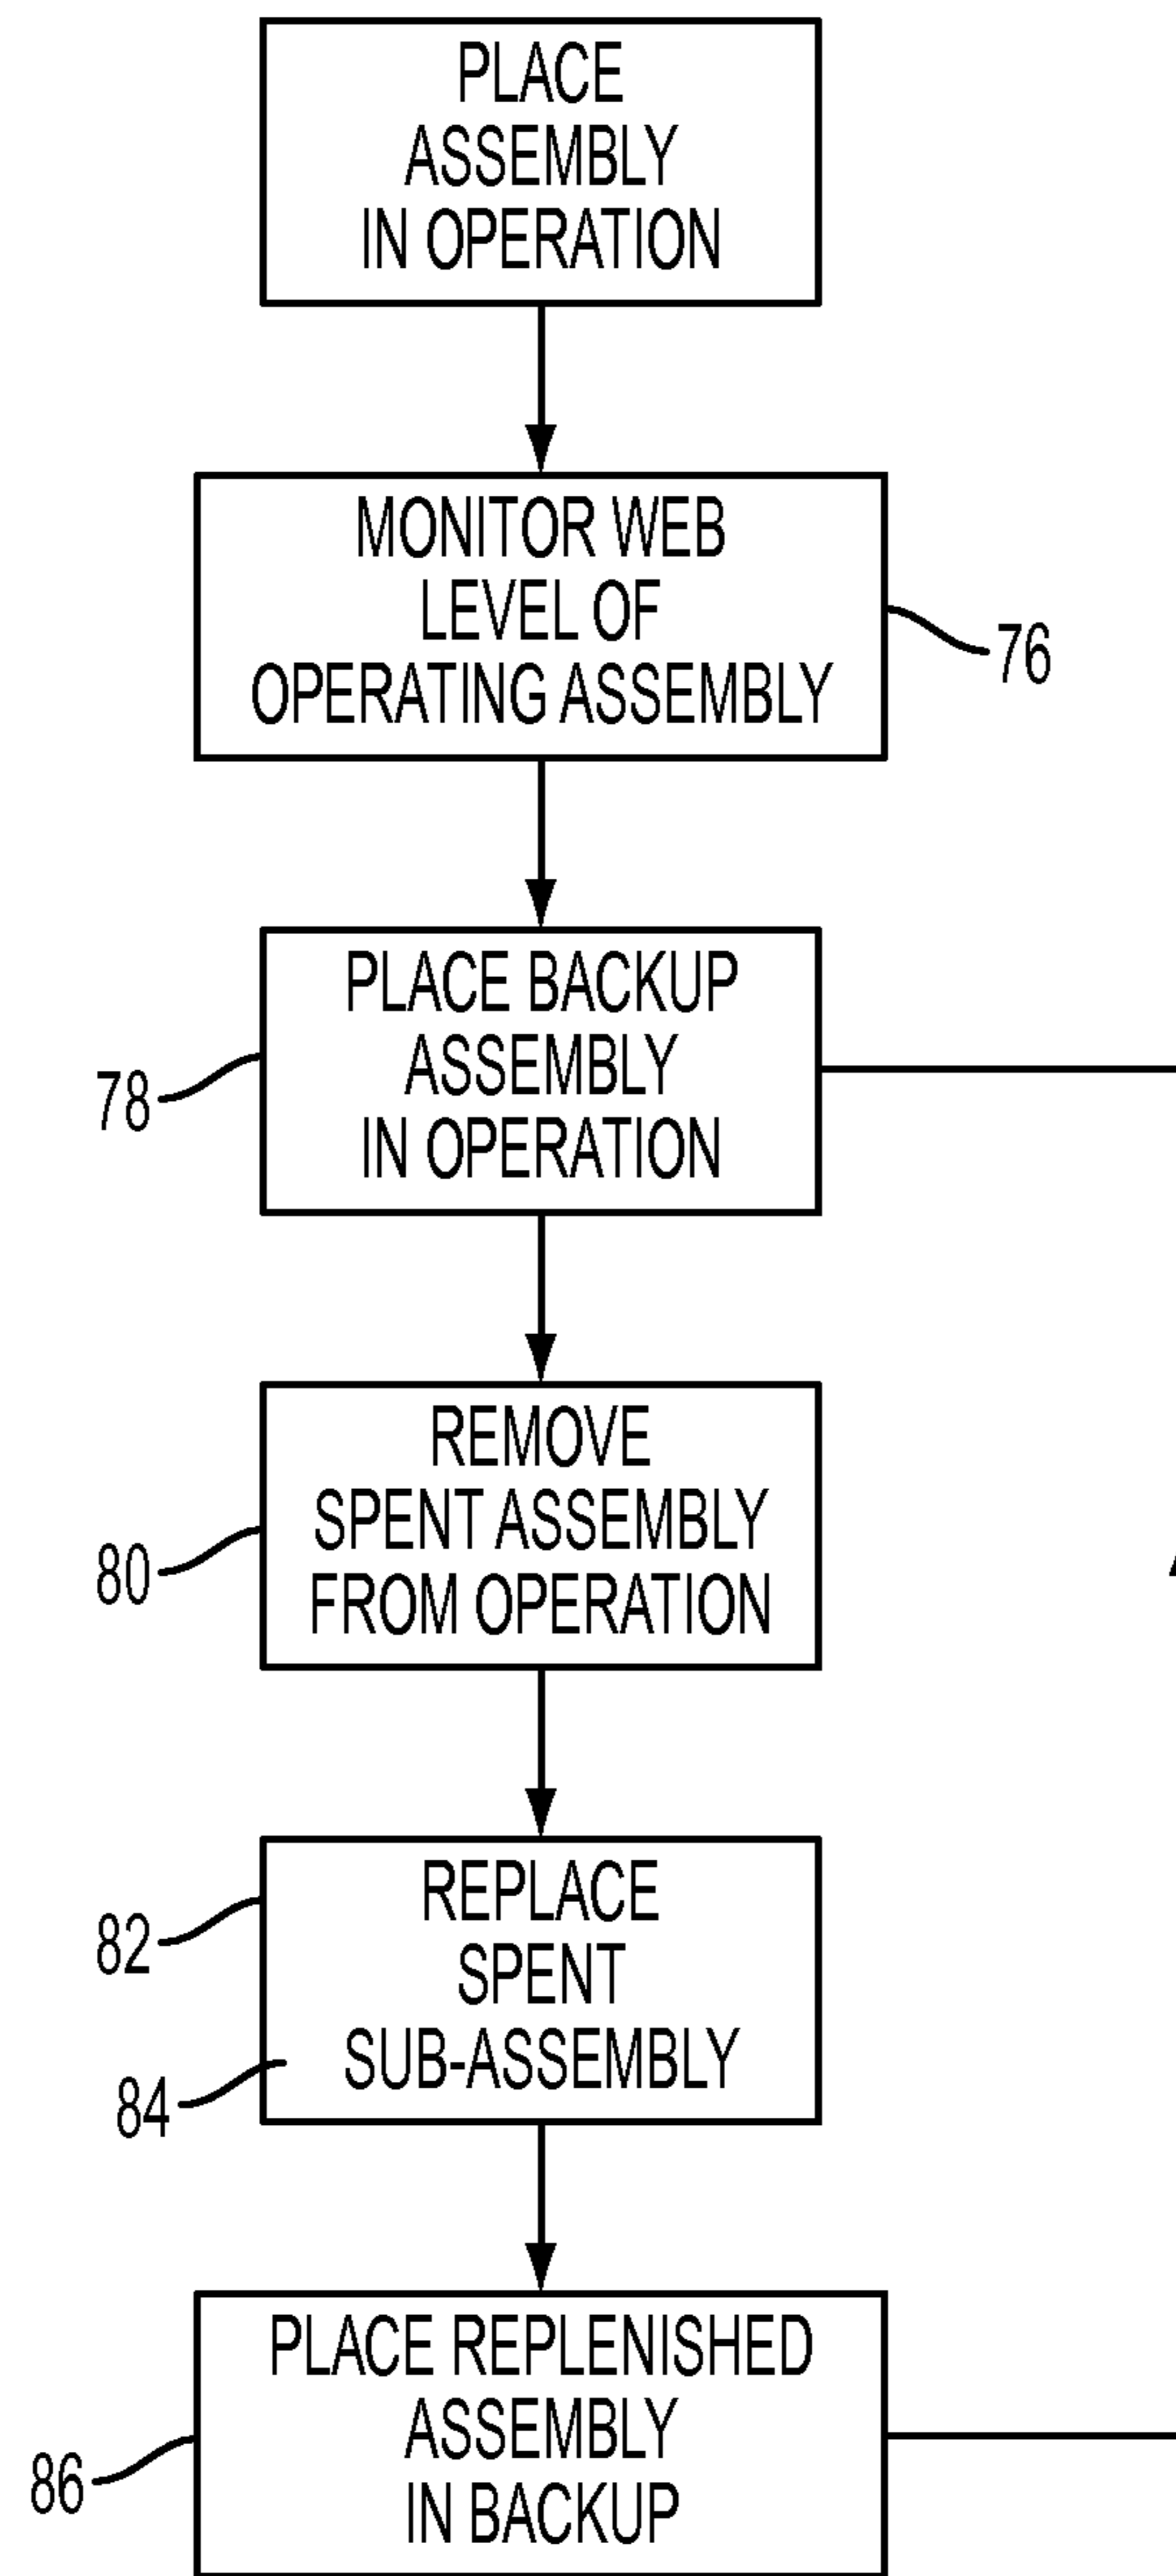 PLACE
ASSEMBLY
IN OPERATION
MONITOR WEB
LEVEL OF
OPERATING ASSEMBLY
76
PLACE BACKUP
ASSEMBLY
IN OPERATION
78
REMOVE
SPENT ASSEMBLY
FROM OPERATION
80
REPLACE
SPENT
SUB-ASSEMBLY
82
84
PLACE REPLENISHED
ASSEMBLY
IN BACKUP
86